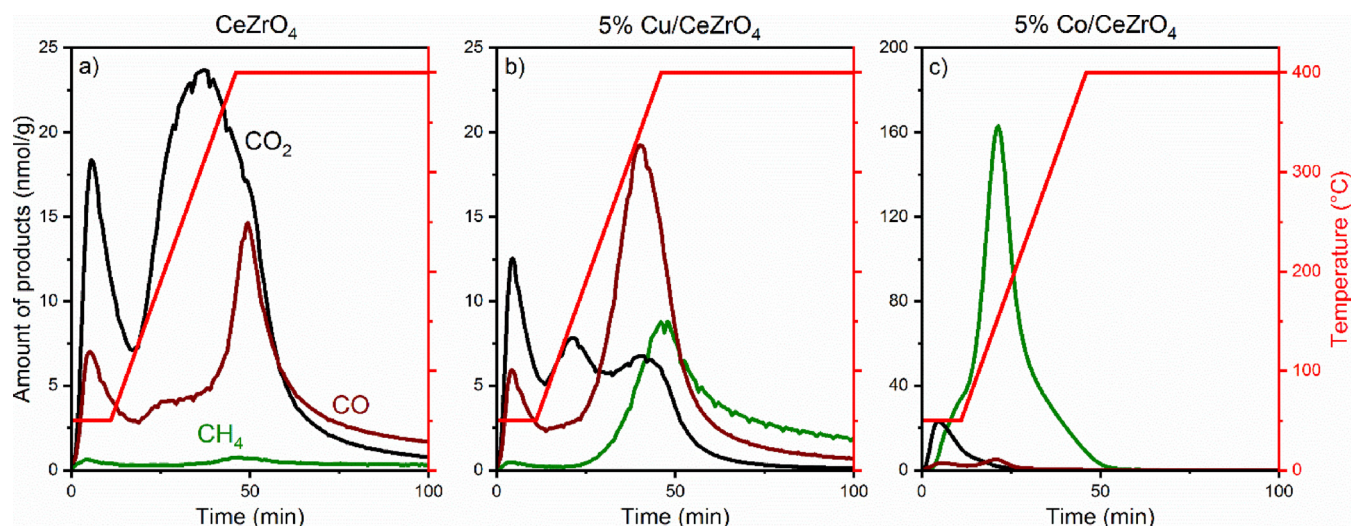 CeZrO₄
5% Cu/CeZrO₄
5% Co/CeZrO₄
a)
b)
c)
25
20
15
10
5
0
Amount of products (nmol/g)
CO₂
CO
CH₄
0
50
100
Time (min)
25
20
15
10
5
0
0
50
100
Time (min)
200
160
120
80
40
0
0
50
100
Time (min)
400
300
200
100
0
Temperature (°C)